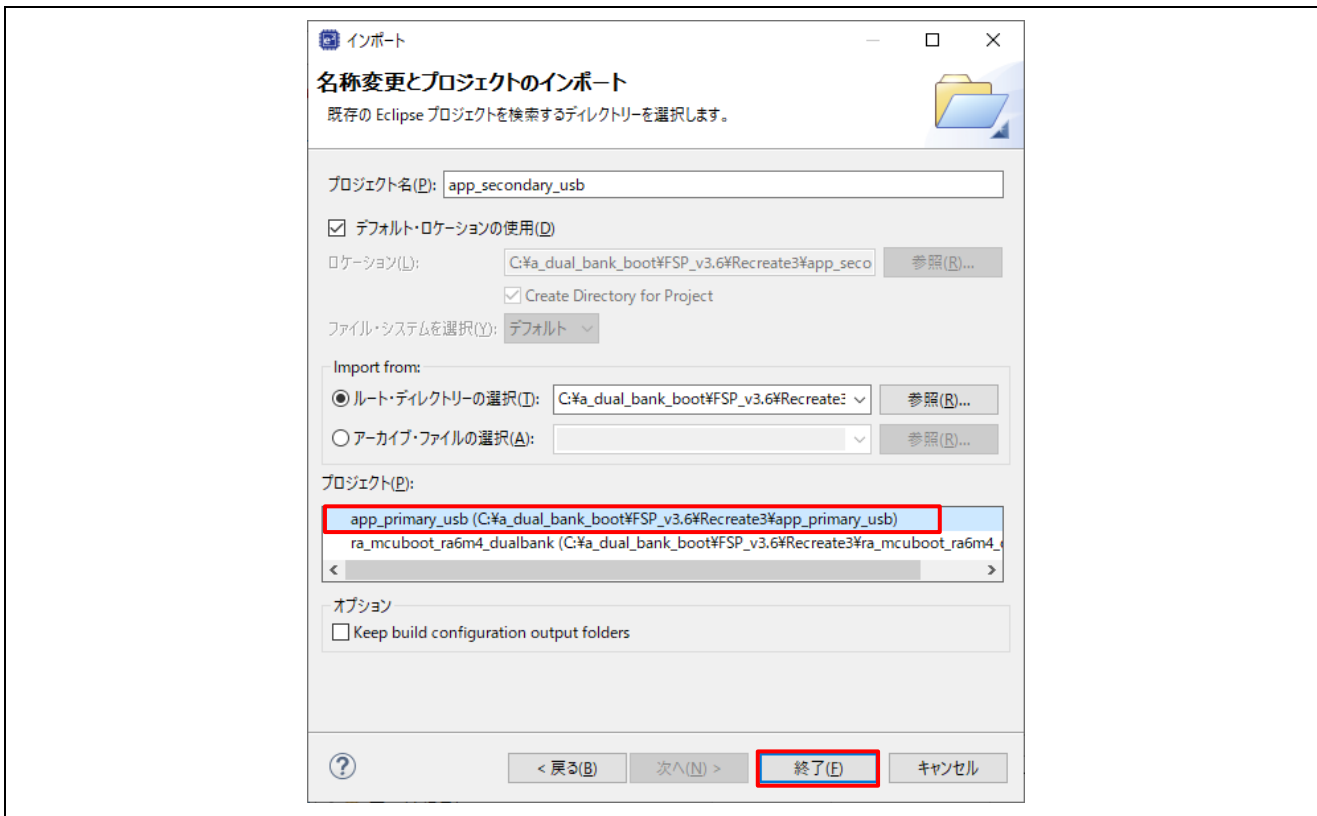 インポート
名称変更とプロジェクトのインポート
既存の Eclipse プロジェクトを検索するディレクトリーを選択します。
プロジェクト名(P): app_secondary_usb
デフォルト・ロケーションの使用(D)
ロケーション(L): C:¥a_dual_bank_boot¥FSP_v3.6¥Recreate3¥app_seco 参照(R)...
Create Directory for Project
ファイル・システムを選択(Y): デフォルト
Import from:
ルート・ディレクトリーの選択(T): C:¥a_dual_bank_boot¥FSP_v3.6¥Recreate3 参照(R)...
アーカイブ・ファイルの選択(A): 参照(R)...
プロジェクト(P):
app_primary_usb (C:¥a_dual_bank_boot¥FSP_v3.6¥Recreate3¥app_primary_usb)
ra_mcuboot_ra6m4_dualbank (C:¥a_dual_bank_boot¥FSP_v3.6¥Recreate3¥ra_mcuboot_ra6m4_
オプション
Keep build configuration output folders
< 戻る(B) 次へ(N) > 終了(F) キャンセル